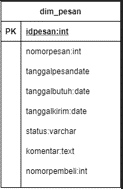 dim_pesan
PK idpesan:int
nomorpesan:int
tanggalpesandate
tanggalbutuh:date
tanggalkirim:date
status:varchar
komentar:text
nomorpembeli:int